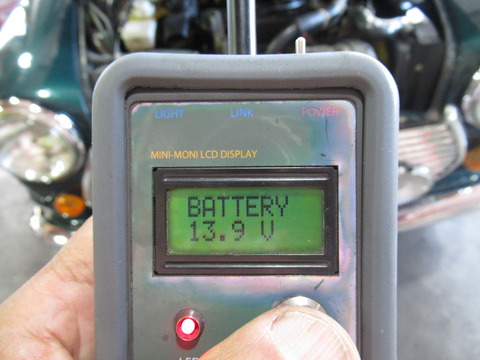 LIGHT LINK POWER
MINI-MONI LCD DISPLAY
BATTERY
13.9 V